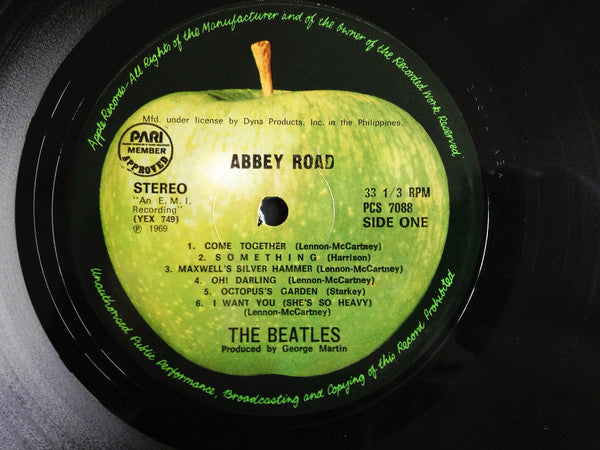 Apple Records-All Rights of the Manufacturer and of the Owner of the Recorded Work Reserved.
Mfd. under license by Dyna Products, Inc. in the Philippines.
PARI
MEMBER
APPROVED
ABBEY ROAD
STEREO
"An E.M.I.
Recording"
(YEX 749)
℗ 1969
33 1/3 RPM
PCS 7088
SIDE ONE
1. COME TOGETHER (Lennon-McCartney)
2. SOMETHING (Harrison)
3. MAXWELL'S SILVER HAMMER (Lennon-McCartney)
4. OH! DARLING (Lennon-McCartney)
5. OCTOPUS'S GARDEN (Starkey)
6. I WANT YOU (SHE'S SO HEAVY)
(Lennon-McCartney)
THE BEATLES
Produced by George Martin
Unauthorised Public Performance, Broadcasting and Copying of this Record Prohibited